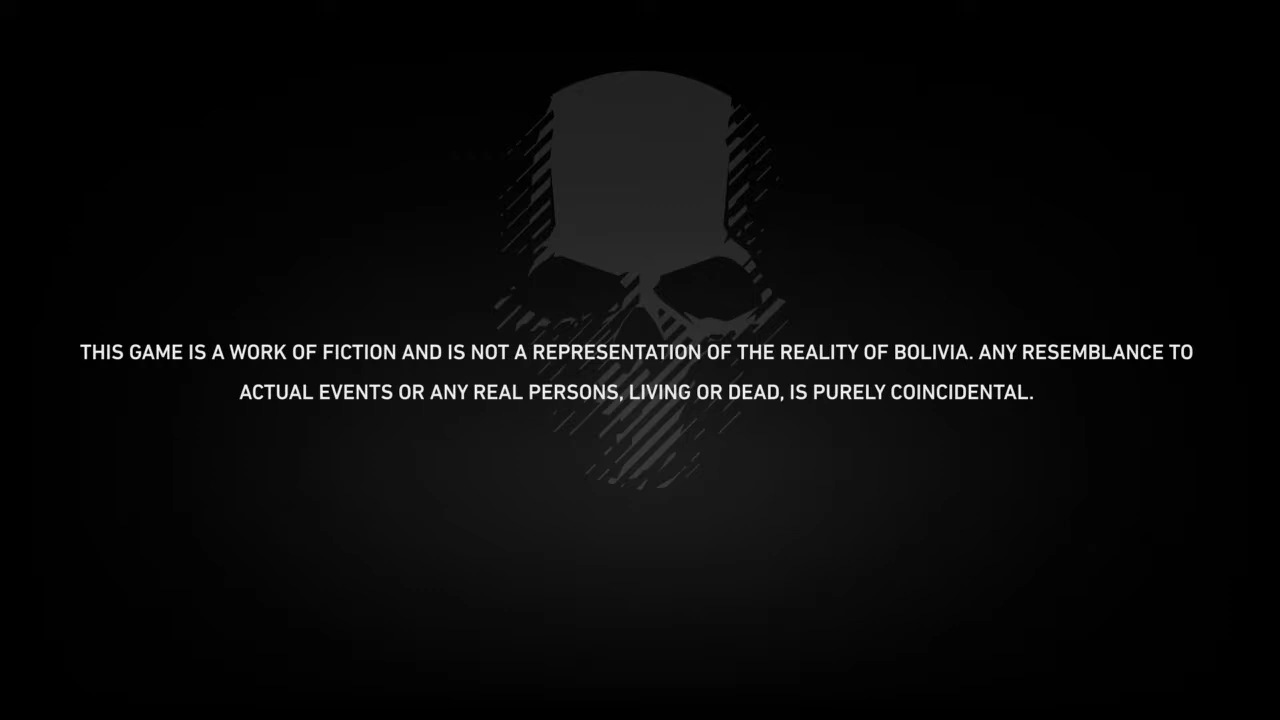 THIS GAME IS A WORK OF FICTION AND IS NOT A REPRESENTATION OF THE REALITY OF BOLIVIA. ANY RESEMBLANCE TO
ACTUAL EVENTS OR ANY REAL PERSONS, LIVING OR DEAD, IS PURELY COINCIDENTAL.